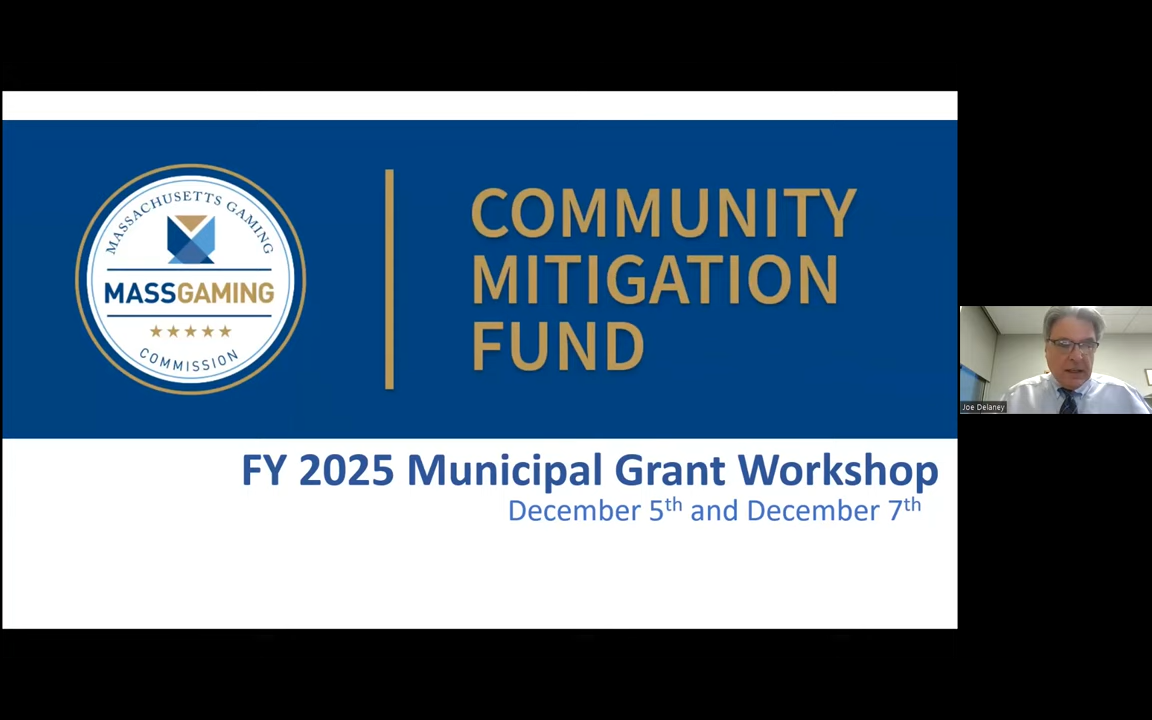 MASSACHUSETTS GAMING
MASSGAMING
COMMISSION
COMMUNITY
MITIGATION
FUND
FY 2025 Municipal Grant Workshop
December 5th and December 7th
Joe Delaney